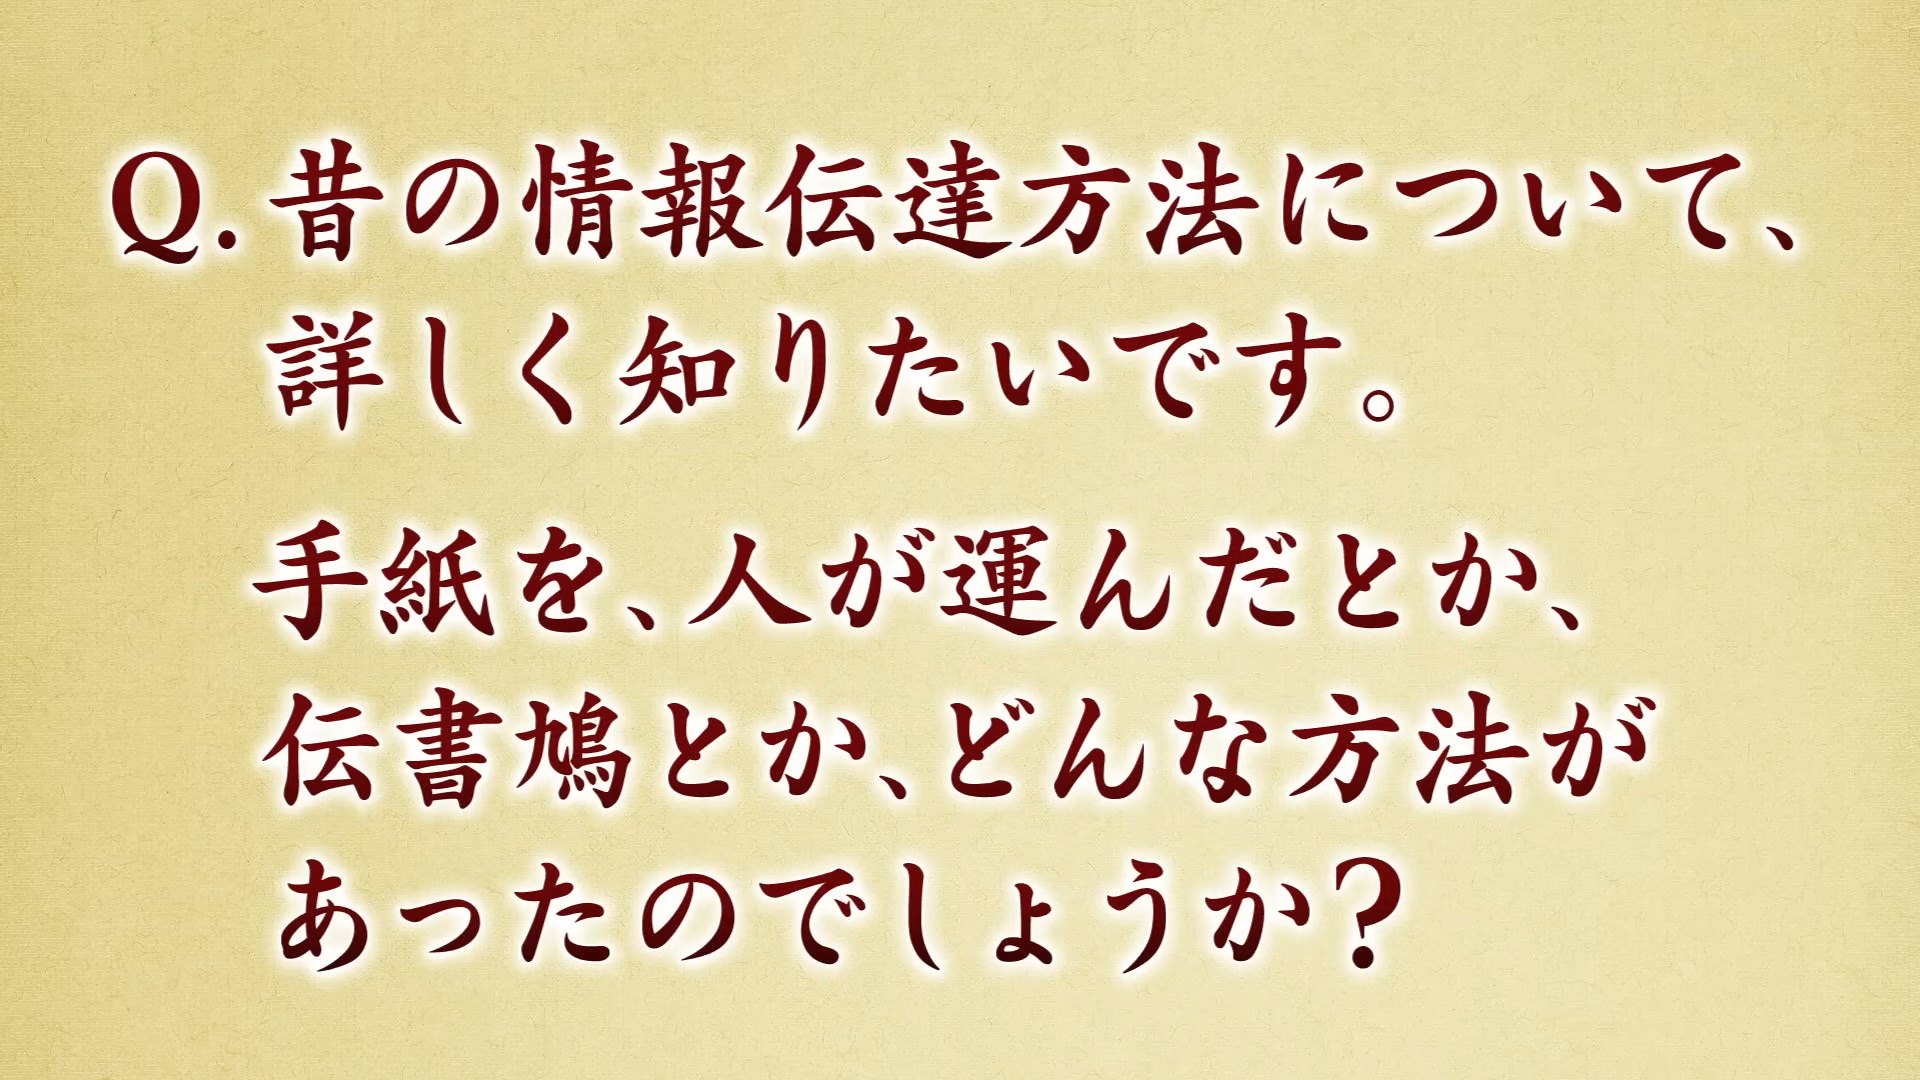 Q.昔の情報伝達方法について、
詳しく知りたいです。
手紙を、人が運んだとか、
伝書鳩とか、どんな方法が
あったのでしょうか？